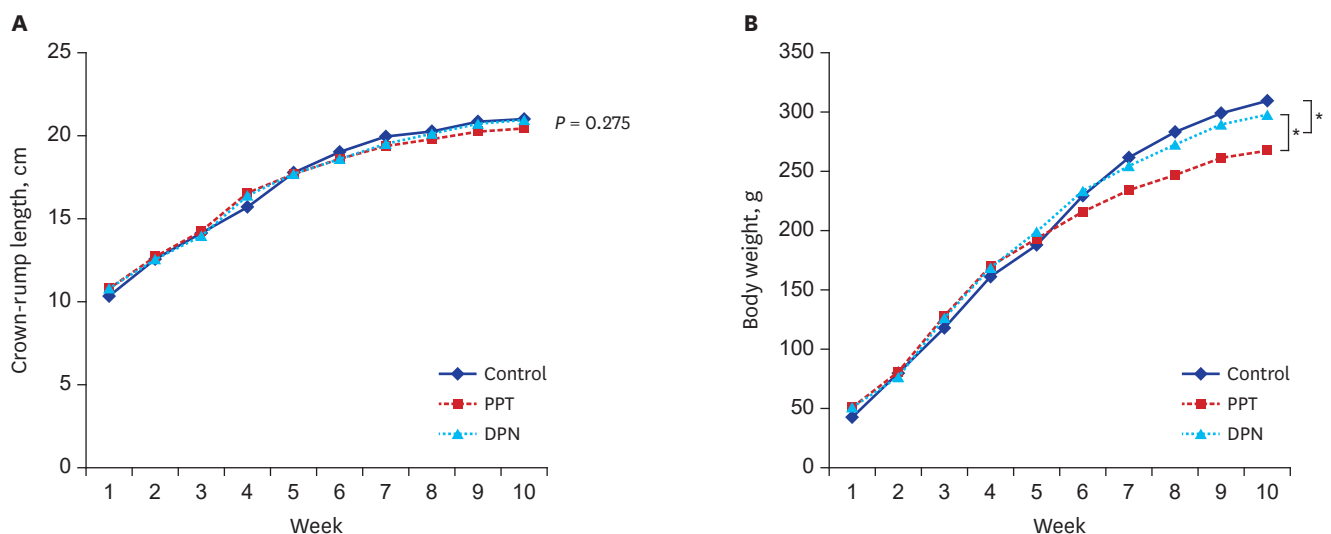 A
25
20
15
10
5
0
Crown-rump length, cm
1 2 3 4 5 6 7 8 9 10
Week
P = 0.275
Control
PPT
DPN
B
350
300
250
200
150
100
50
0
Body weight, g
1 2 3 4 5 6 7 8 9 10
Week
*
*
Control
PPT
DPN